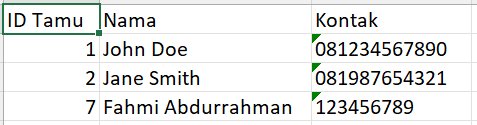 ID Tamu Nama Kontak
1 John Doe 081234567890
2 Jane Smith 081987654321
7 Fahmi Abdurrahman 123456789